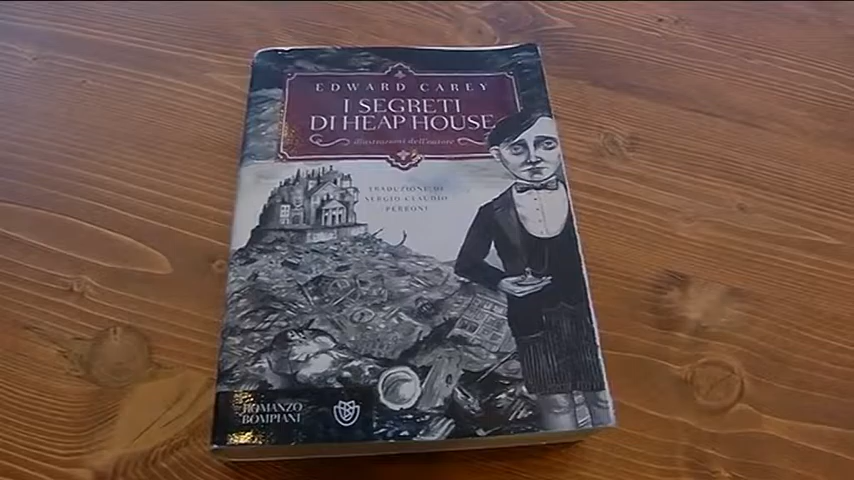 EDWARD CAREY
I SEGRETI
DI HEAP HOUSE
illustrazioni dell'autore
TRADUZIONE DI
SERGIO CLAUDIO
PERRONI
ROMANZO
BOMPIANI